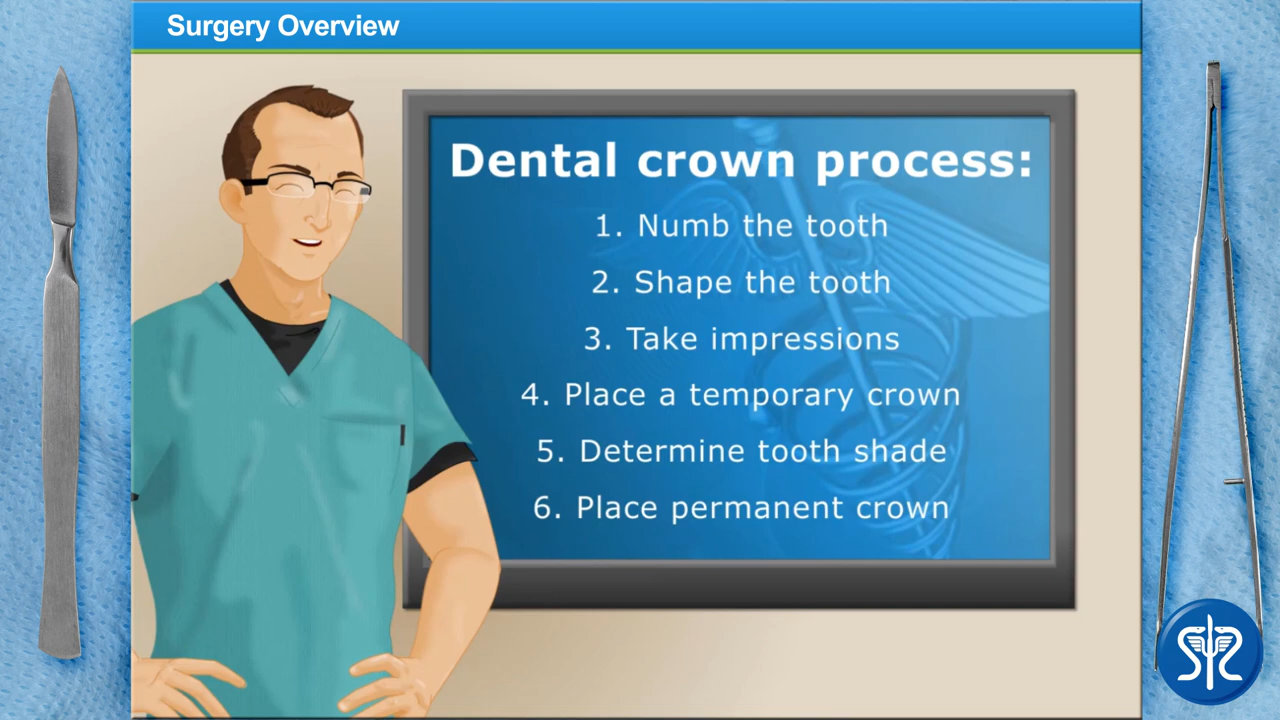 Surgery Overview
Dental crown process:
1. Numb the tooth
2. Shape the tooth
3. Take impressions
4. Place a temporary crown
5. Determine tooth shade
6. Place permanent crown